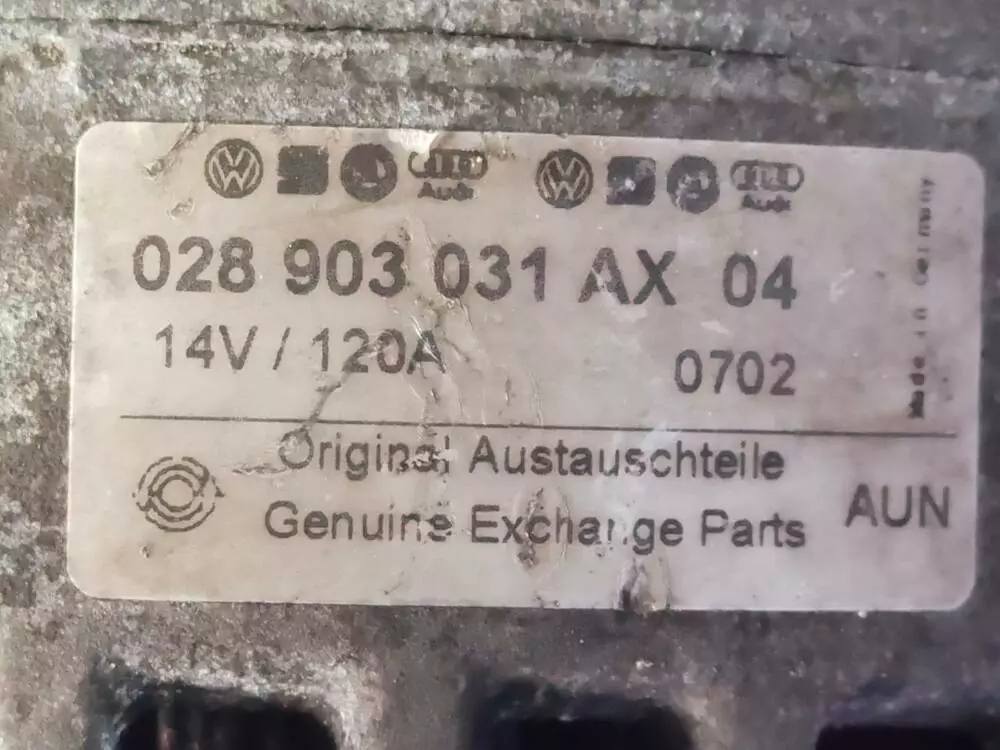 Audi Audi
028 903 031 AX 04
14V / 120A 0702
Made in Germany
Original Austauschteile
Genuine Exchange Parts
AUN